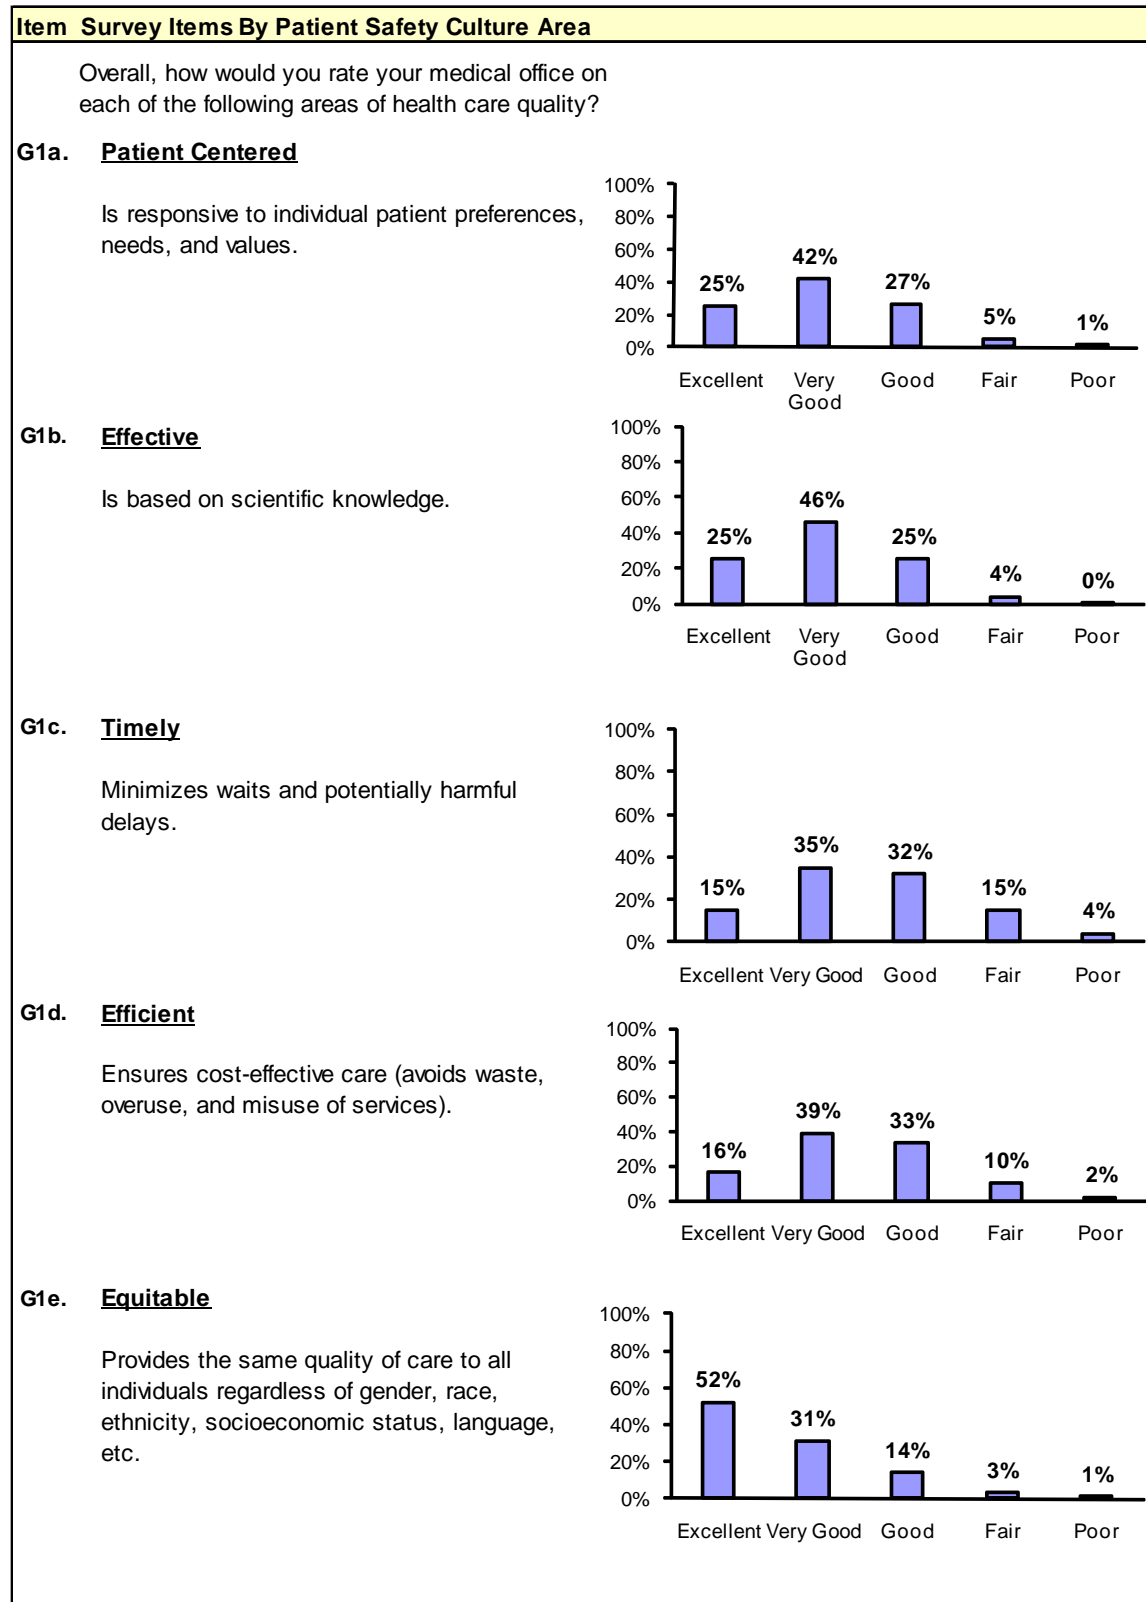 Item Survey Items By Patient Safety Culture Area
Overall, how would you rate your medical office on
each of the following areas of health care quality?
G1a. Patient Centered
Is responsive to individual patient preferences,
needs, and values.
100%
80%
60%
40%
20%
0%
25%
42%
27%
5%
1%
Excellent Very Good Fair Poor
Good
G1b. Effective
Is based on scientific knowledge.
100%
80%
60%
40%
20%
0%
25%
46%
25%
4%
0%
Excellent Very Good Fair Poor
Good
G1c. Timely
Minimizes waits and potentially harmful
delays.
100%
80%
60%
40%
20%
0%
15%
35%
32%
15%
4%
Excellent Very Good Good Fair Poor
G1d. Efficient
Ensures cost-effective care (avoids waste,
overuse, and misuse of services).
100%
80%
60%
40%
20%
0%
16%
39%
33%
10%
2%
Excellent Very Good Good Fair Poor
G1e. Equitable
Provides the same quality of care to all
individuals regardless of gender, race,
ethnicity, socioeconomic status, language,
etc.
100%
80%
60%
40%
20%
0%
52%
31%
14%
3%
1%
Excellent Very Good Good Fair Poor